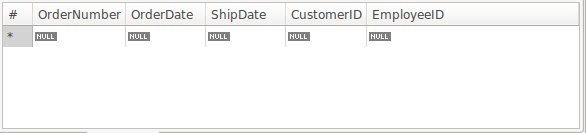 # OrderNumber OrderDate ShipDate CustomerID EmployeeID
* NULL NULL NULL NULL NULL